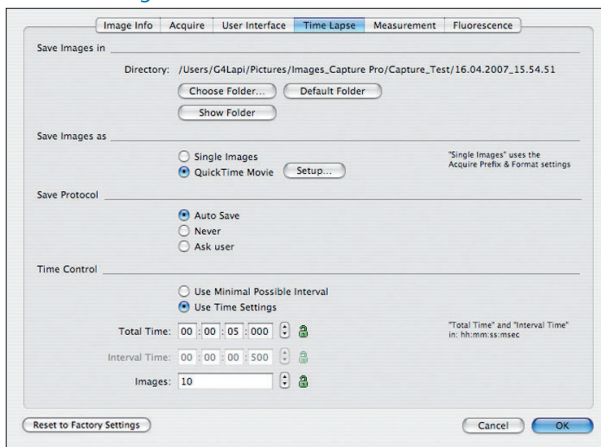 Image Info Acquire User Interface Time Lapse Measurement Fluorescence
Save Images in
Directory: /Users/G4Lapi/Pictures/Images_Capture Pro/Capture_Test/16.04.2007_15.54.51
Choose Folder... Default Folder
Show Folder
Save Images as
Single Images
QuickTime Movie Setup...
"Single Images" uses the
Acquire Prefix & Format settings
Save Protocol
Auto Save
Never
Ask user
Time Control
Use Minimal Possible Interval
Use Time Settings
Total Time: 00 : 00 : 05 : 000
"Total Time" and "Interval Time"
in: hh:mm:ss:msec
Interval Time: 00 : 00 : 00 : 500
Images: 10
Reset to Factory Settings Cancel OK